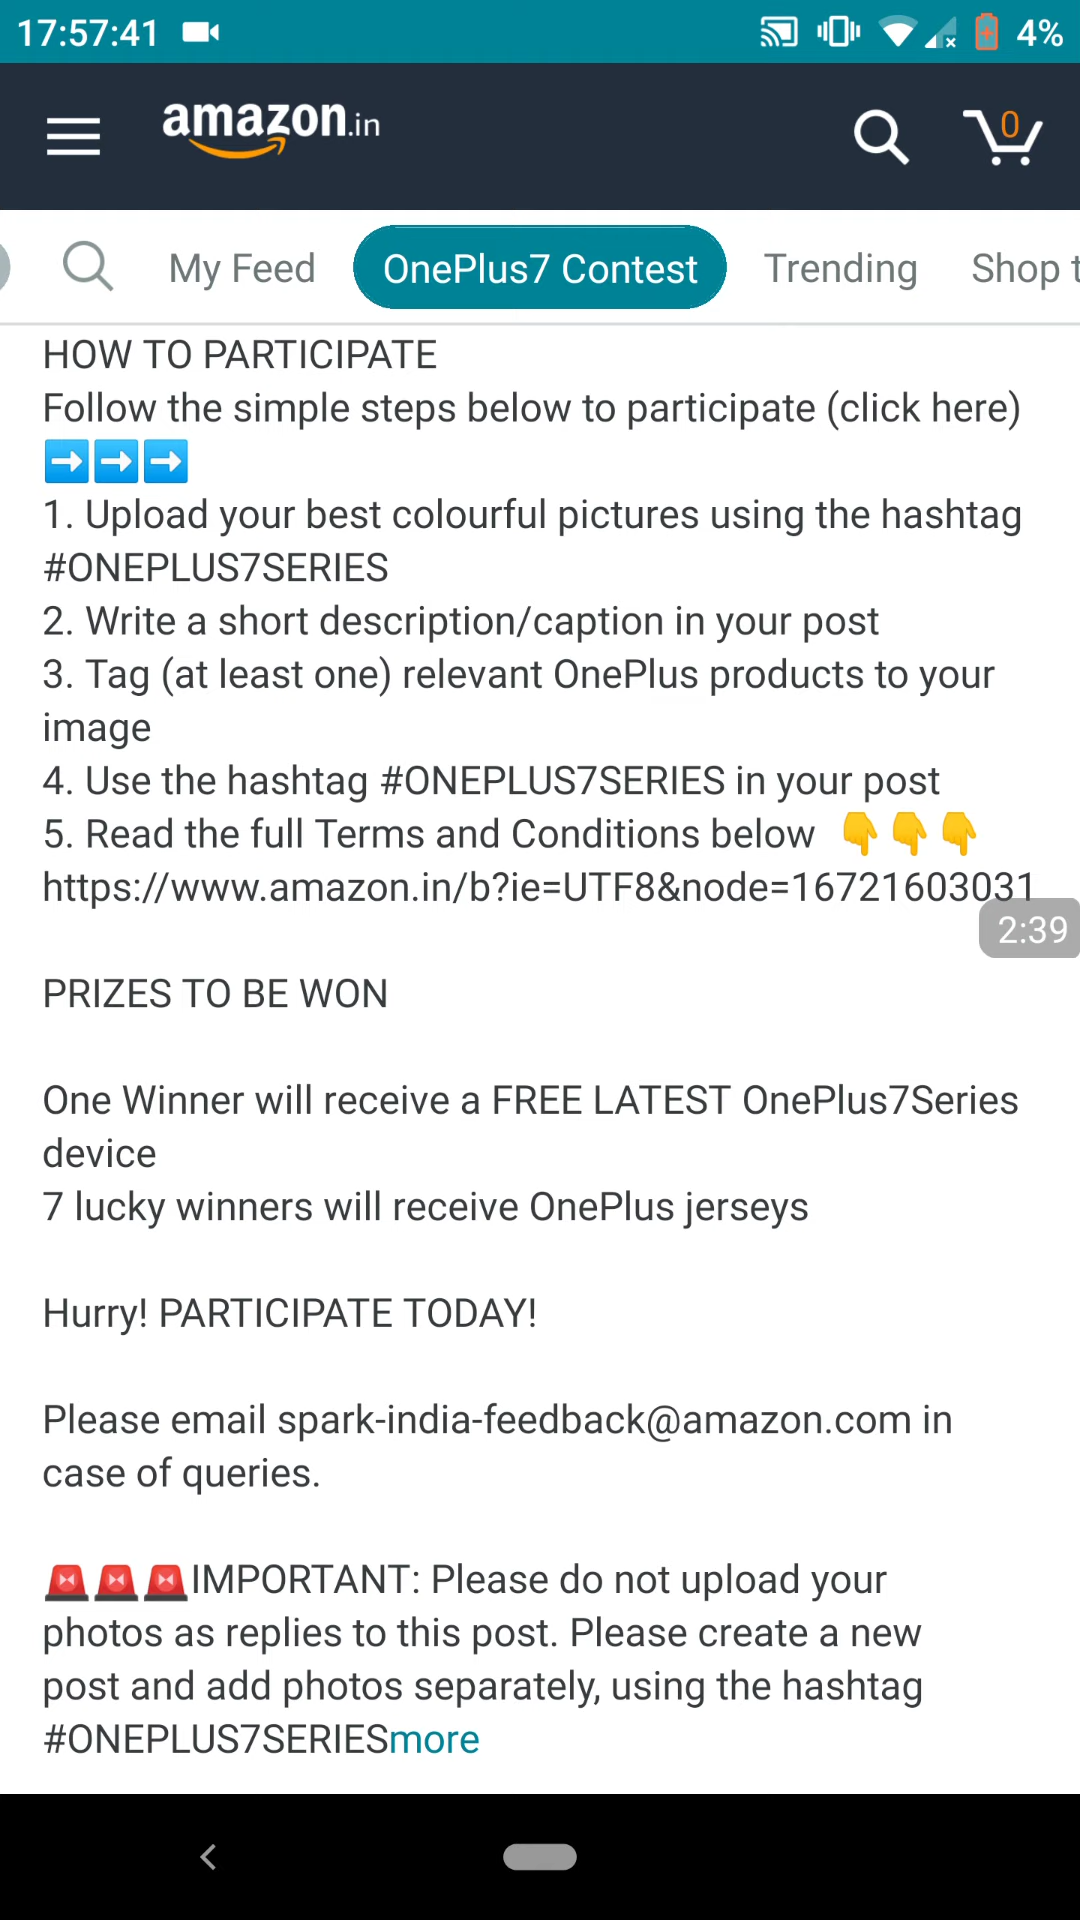 17:57:41 4%
amazon.in 0
My Feed OnePlus7 Contest Trending Shop t
HOW TO PARTICIPATE
Follow the simple steps below to participate (click here)
➡️➡️➡️
1. Upload your best colourful pictures using the hashtag
#ONEPLUS7SERIES
2. Write a short description/caption in your post
3. Tag (at least one) relevant OnePlus products to your
image
4. Use the hashtag #ONEPLUS7SERIES in your post
5. Read the full Terms and Conditions below 👇👇👇
https://www.amazon.in/b?ie=UTF8&node=16721603031
2:39
PRIZES TO BE WON
One Winner will receive a FREE LATEST OnePlus7Series
device
7 lucky winners will receive OnePlus jerseys
Hurry! PARTICIPATE TODAY!
Please email spark-india-feedback@amazon.com in
case of queries.
🚨🚨🚨IMPORTANT: Please do not upload your
photos as replies to this post. Please create a new
post and add photos separately, using the hashtag
#ONEPLUS7SERIESmore